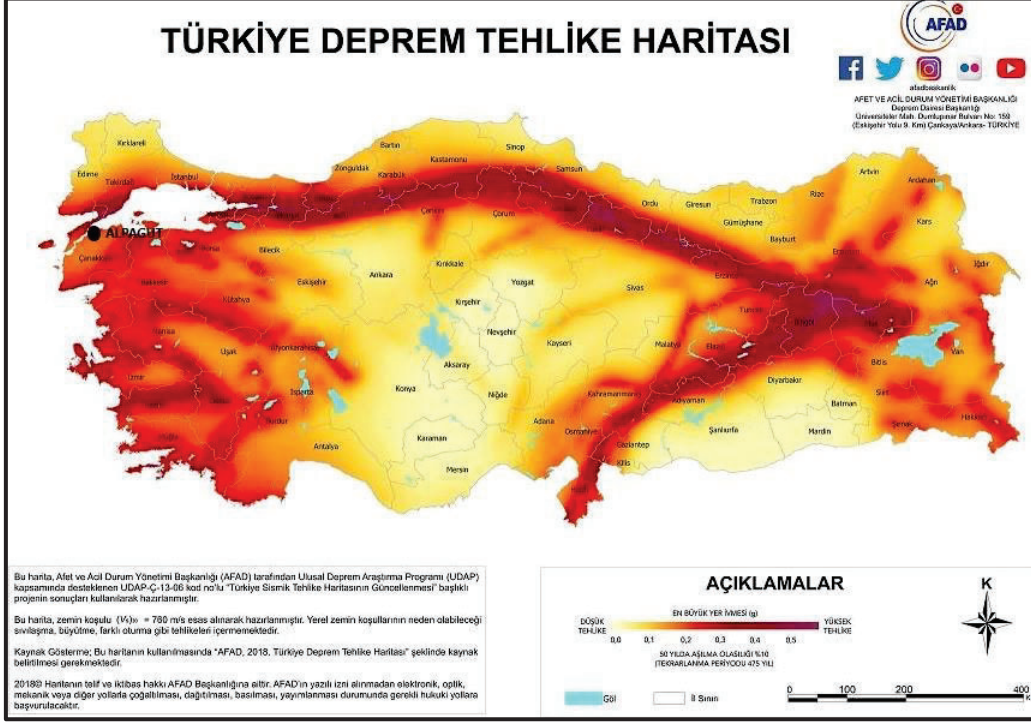 TÜRKİYE DEPREM TEHLİKE HARİTASI
AFAD
afadbaskanlik
AFET VE ACİL DURUM YÖNETİMİ BAŞKANLIĞI
Deprem Dairesi Başkanlığı
Üniversiteler Mah. Dumlupınar Bulvarı No: 159
(Eskişehir Yolu 9. Km) Çankaya/Ankara- TÜRKİYE
Kırklareli
Edirne
Tekirdağ
İstanbul
Zonguldak
Bartın
Karabük
Kastamonu
Sinop
Samsun
Ordu
Giresun
Trabzon
Rize
Artvin
Ardahan
Kars
Gümüşhane
Bayburt
Iğdır
Ağrı
ALPAGUT
Çanakkale
Bursa
Bilecik
Eskişehir
Ankara
Çankırı
Çorum
Kırıkkale
Yozgat
Sivas
Tunceli
Bingöl
Muş
Balıkesir
Kütahya
Kırşehir
Nevşehir
Kayseri
Malatya
Elazığ
Bitlis
Van
Manisa
Uşak
Afyonkarahisar
Aksaray
Konya
Niğde
Kahramanmaraş
Adıyaman
Diyarbakır
Batman
Siirt
Şırnak
Hakkari
İzmir
Isparta
Burdur
Antalya
Karaman
Mersin
Adana
Osmaniye
Gaziantep
Kilis
Şanlıurfa
Mardin
Muğla
Bu harita, Afet ve Acil Durum Yönetimi Başkanlığı (AFAD) tarafından Ulusal Deprem Araştırma Programı (UDAP)
kapsamında desteklenen UDAP-Ç-13-06 kod no'lu "Türkiye Sismik Tehlike Haritasının Güncellenmesi" başlıklı
projenin sonuçları kullanılarak hazırlanmıştır.
Bu harita, zemin koşulu (Vs)30 = 760 m/s esas alınarak hazırlanmıştır. Yerel zemin koşullarının neden olabileceği
sıvılaşma, büyütme, farklı oturma gibi tehlikeleri içermemektedir.
Kaynak Gösterme; Bu haritanın kullanılmasında "AFAD, 2018, Türkiye Deprem Tehlike Haritası" şeklinde kaynak
belirtilmesi gerekmektedir.
2018© Haritanın telif ve iktibas hakkı AFAD Başkanlığına aittir. AFAD'ın yazılı izni alınmadan elektronik, optik,
mekanik veya diğer yollarla çoğaltılması, dağıtılması, basılması, yayımlanması durumunda gerekli hukuki yollara
başvurulacaktır.
AÇIKLAMALAR
EN BÜYÜK YER İVMESİ (g)
DÜŞÜK TEHLİKE
YÜKSEK TEHLİKE
0,0 0,1 0,2 0,3 0,4 0,5
50 YILDA AŞILMA OLASILIĞI %10
(TEKRARLANMA PERİYODU 475 YIL)
Göl
İl Sınırı
K
0 100 200 400